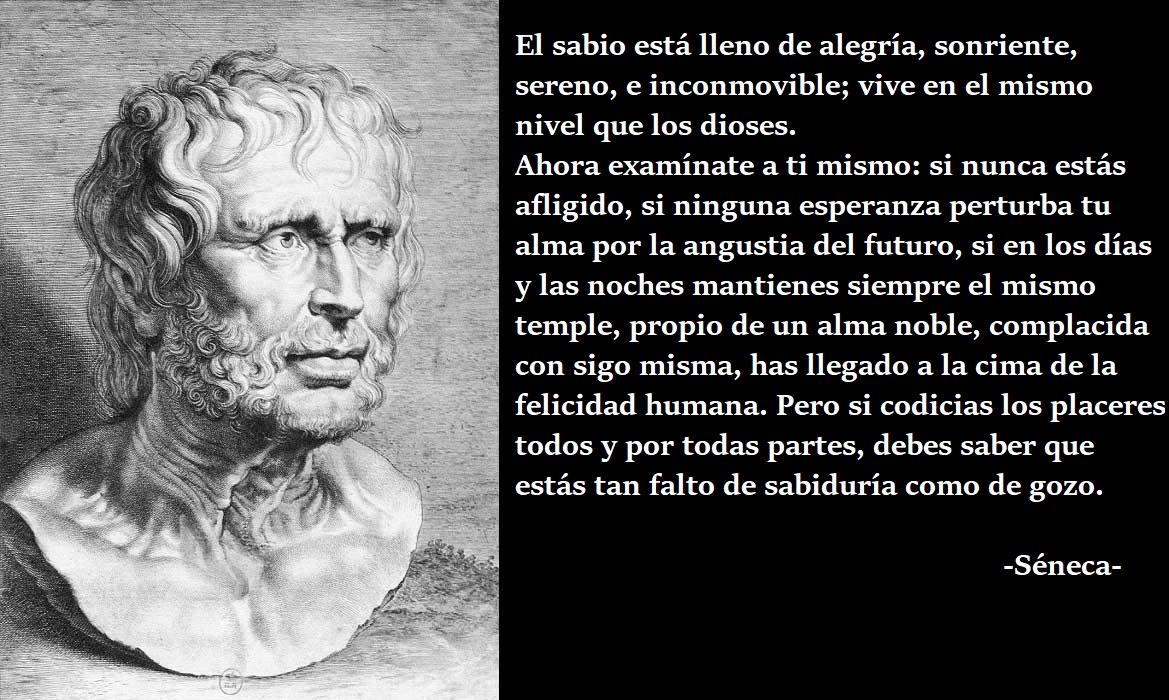 El sabio está lleno de alegría, sonriente,
sereno, e inconmovible; vive en el mismo
nivel que los dioses.
Ahora examínate a ti mismo: si nunca estás
afligido, si ninguna esperanza perturba tu
alma por la angustia del futuro, si en los días
y las noches mantienes siempre el mismo
temple, propio de un alma noble, complacida
con sigo misma, has llegado a la cima de la
felicidad humana. Pero si codicias los placeres
todos y por todas partes, debes saber que
estás tan falto de sabiduría como de gozo.
-Séneca-